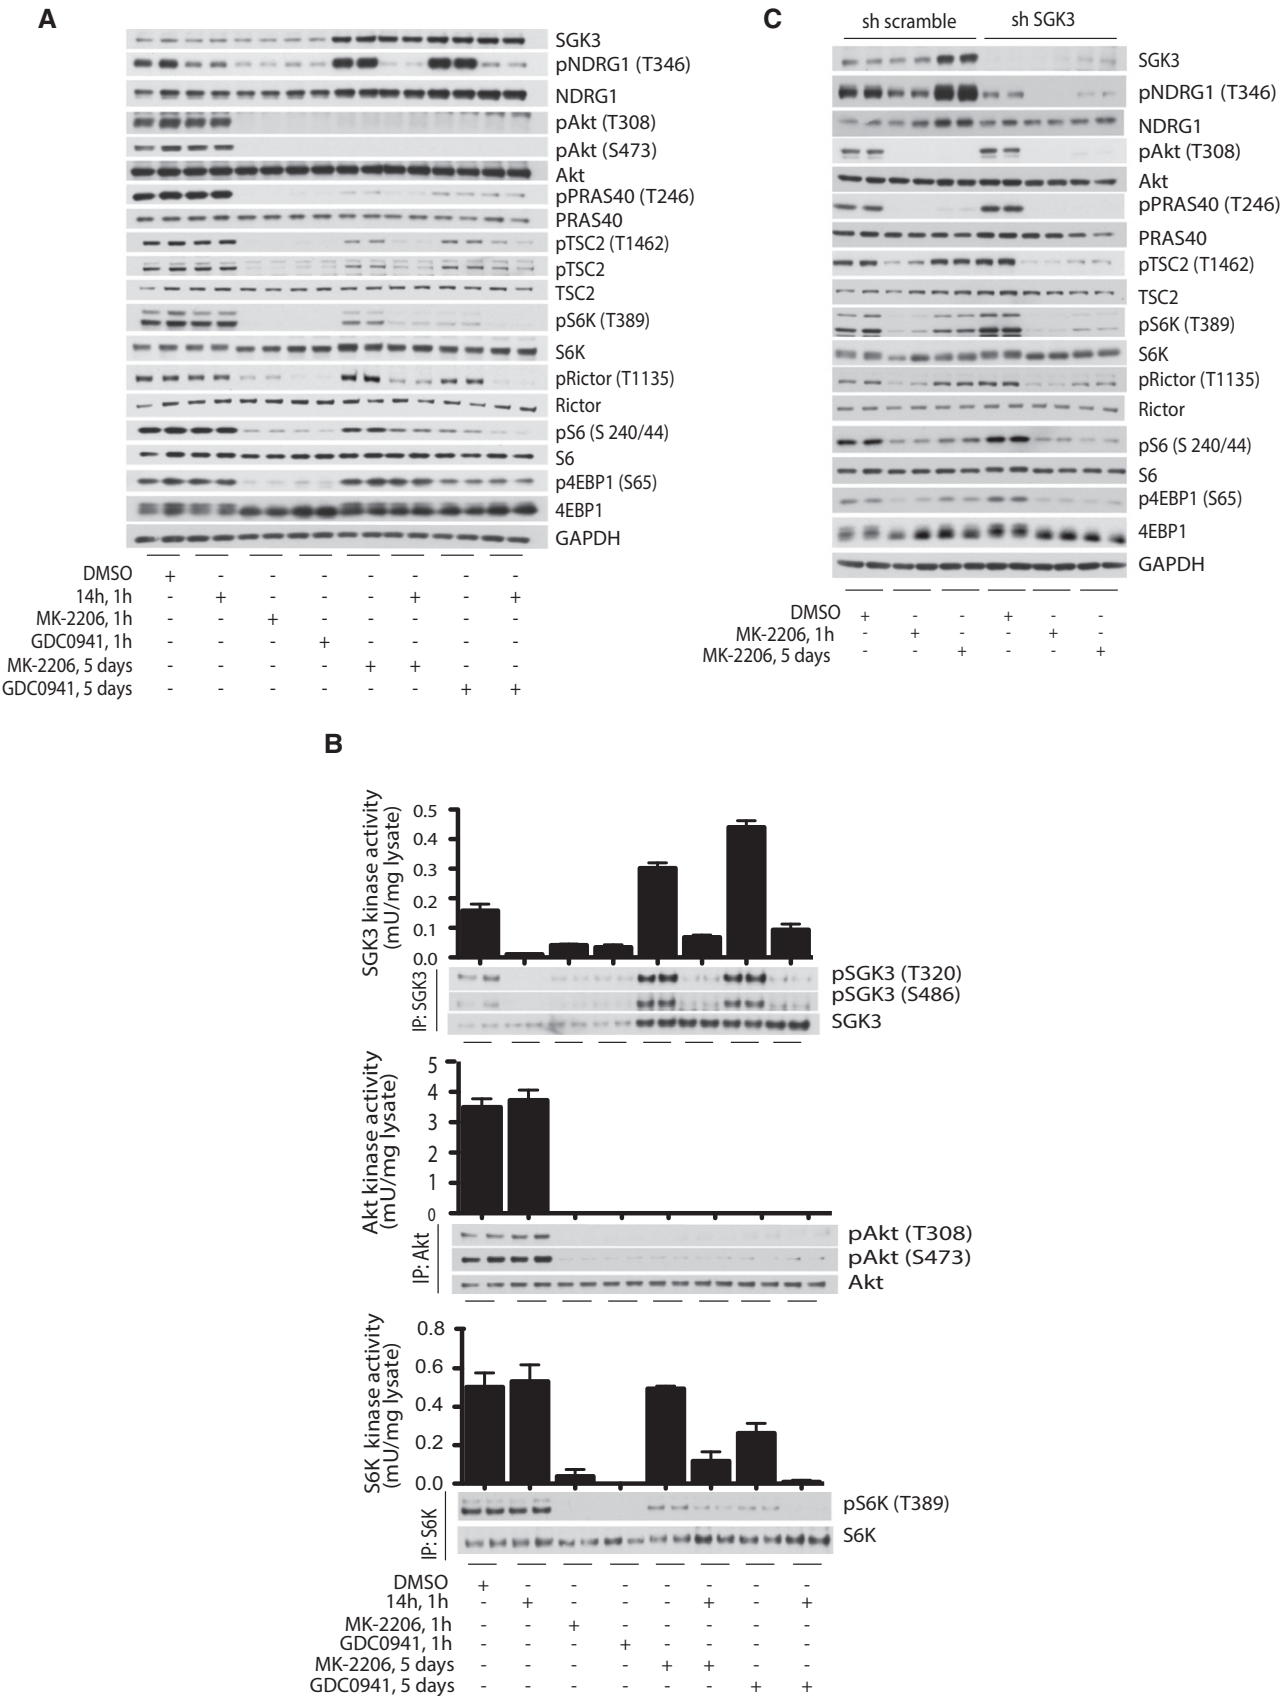 A
SGK3
pNDRG1 (T346)
NDRG1
pAkt (T308)
pAkt (S473)
Akt
pPRAS40 (T246)
PRAS40
pTSC2 (T1462)
pTSC2
TSC2
pS6K (T389)
S6K
pRictor (T1135)
Rictor
pS6 (S 240/44)
S6
p4EBP1 (S65)
4EBP1
GAPDH
DMSO + - - - - - - -
14h, 1h - + - - - + - +
MK-2206, 1h - - + - - - - -
GDC0941, 1h - - - + - - - -
MK-2206, 5 days - - - - + + - -
GDC0941, 5 days - - - - - - + +
C
sh scramble sh SGK3
SGK3
pNDRG1 (T346)
NDRG1
pAkt (T308)
Akt
pPRAS40 (T246)
PRAS40
pTSC2 (T1462)
TSC2
pS6K (T389)
S6K
pRictor (T1135)
Rictor
pS6 (S 240/44)
S6
p4EBP1 (S65)
4EBP1
GAPDH
DMSO + - - + - -
MK-2206, 1h - + - - + -
MK-2206, 5 days - - + - - +
B
SGK3 kinase activity
(mU/mg lysate)
0.5
0.4
0.3
0.2
0.1
0.0
IP: SGK3
pSGK3 (T320)
pSGK3 (S486)
SGK3
Akt kinase activity
(mU/mg lysate)
5
4
3
2
1
0
IP: Akt
pAkt (T308)
pAkt (S473)
Akt
S6K kinase activity
(mU/mg lysate)
0.8
0.6
0.4
0.2
0.0
IP: S6K
pS6K (T389)
S6K
DMSO + - - - - - - -
14h, 1h - + - - - + - +
MK-2206, 1h - - + - - - - -
GDC0941, 1h - - - + - - - -
MK-2206, 5 days - - - - + + - -
GDC0941, 5 days - - - - - - + +